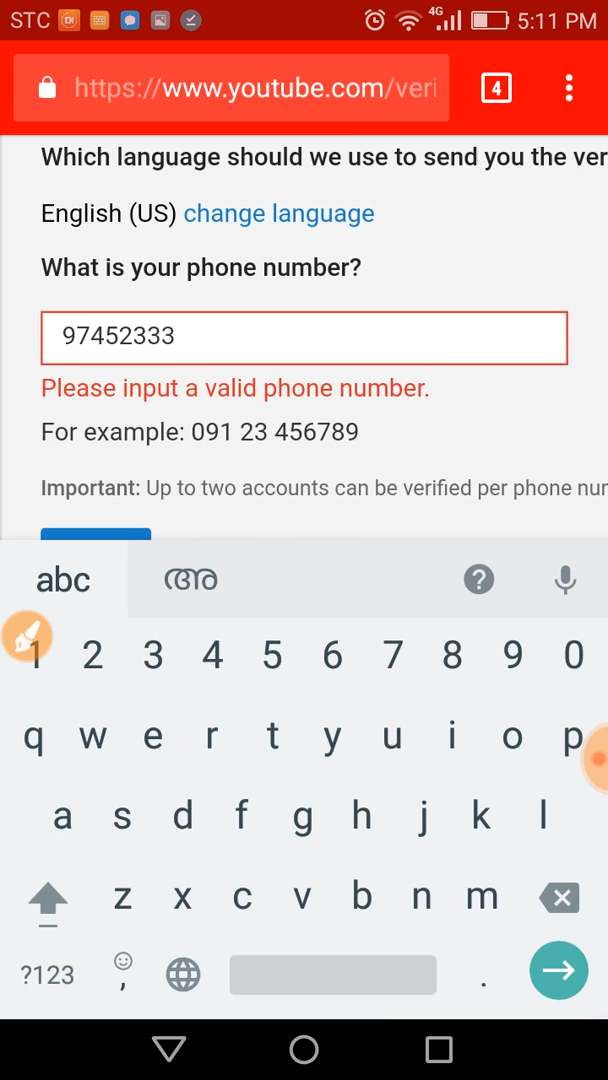 STC 4G 5:11 PM
https://www.youtube.com/veri 4
Which language should we use to send you the ver
English (US) change language
What is your phone number?
97452333
Please input a valid phone number.
For example: 091 23 456789
Important: Up to two accounts can be verified per phone nur
abc അ ?
1 2 3 4 5 6 7 8 9 0
q w e r t y u i o p
a s d f g h j k l
z x c v b n m
?123 , .